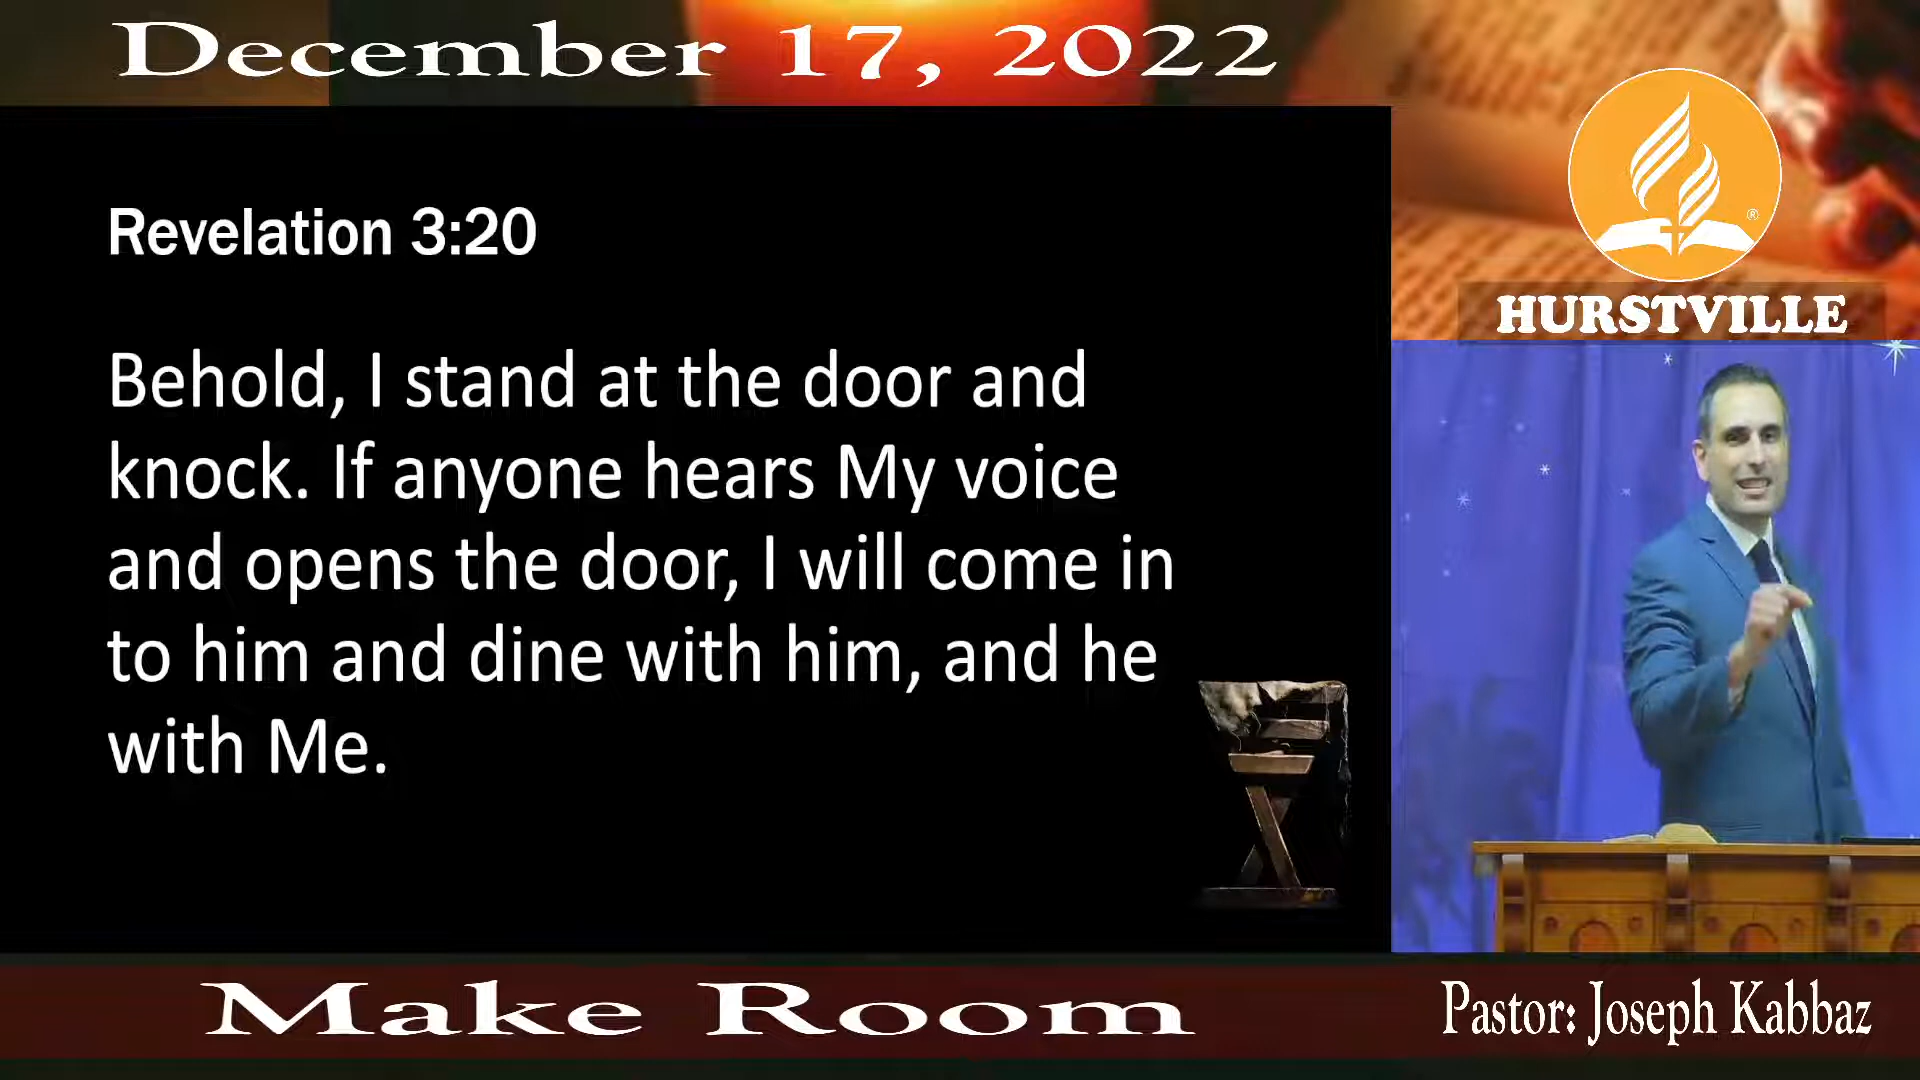 December 17, 2022
HURSTVILLE
Revelation 3:20
Behold, I stand at the door and
knock. If anyone hears My voice
and opens the door, I will come in
to him and dine with him, and he
with Me.
Make Room
Pastor: Joseph Kabbaz